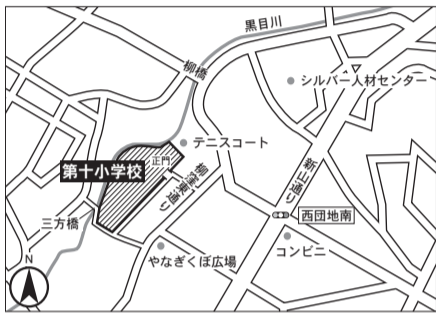 黒目川
柳橋
シルバー人材センター
テニスコート
正門
第十小学校
柳窪東通り
新山通り
西団地南
三方橋
コンビニ
やなぎくぼ広場
N